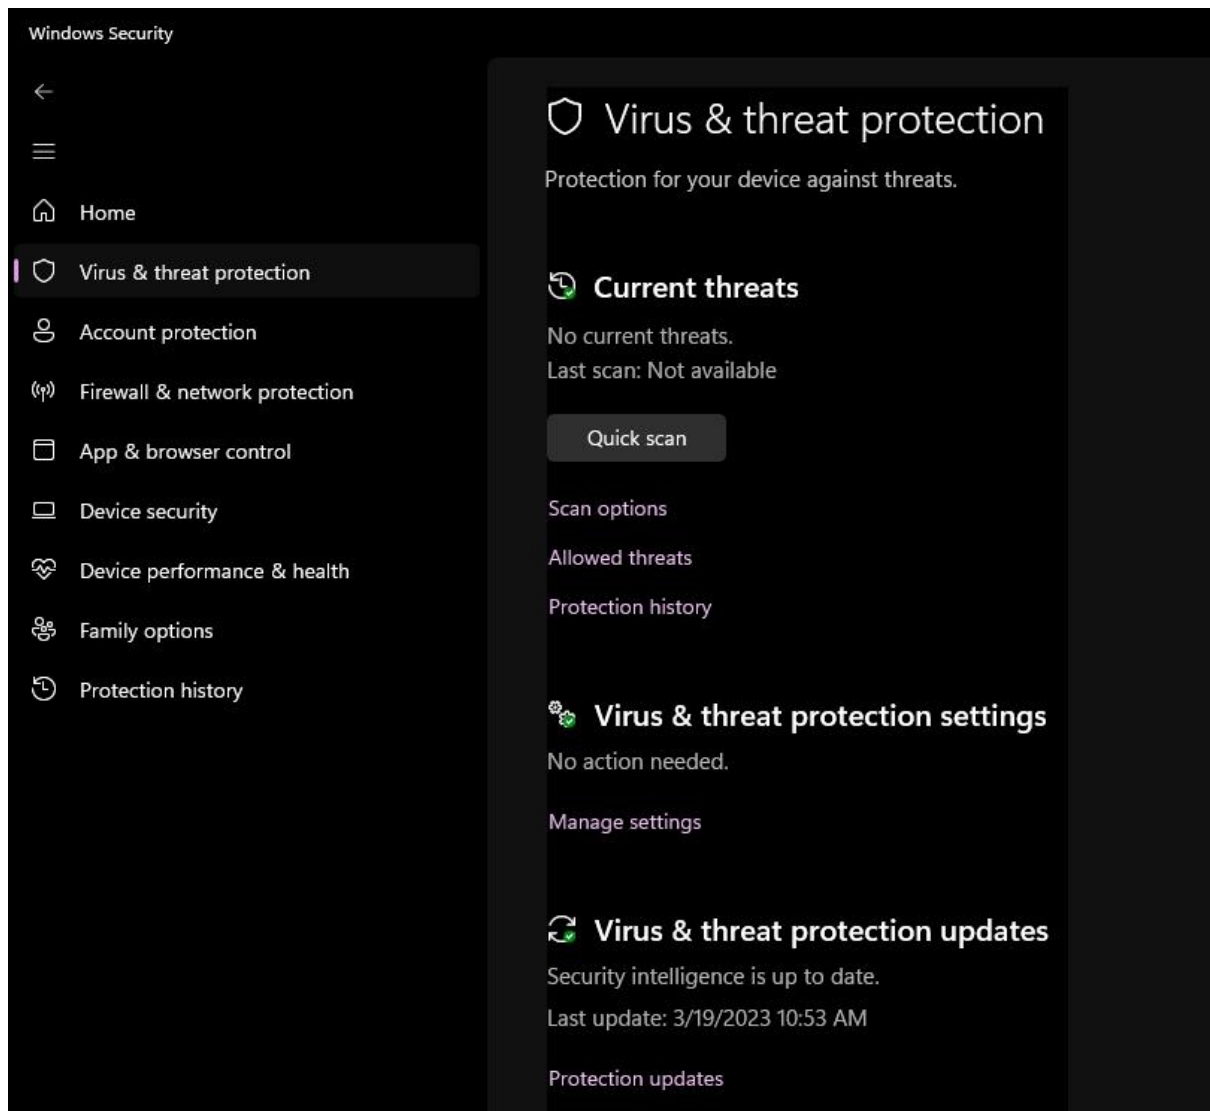 Windows Security
Home
Virus & threat protection
Account protection
Firewall & network protection
App & browser control
Device security
Device performance & health
Family options
Protection history
Virus & threat protection
Protection for your device against threats.
Current threats
No current threats.
Last scan: Not available
Quick scan
Scan options
Allowed threats
Protection history
Virus & threat protection settings
No action needed.
Manage settings
Virus & threat protection updates
Security intelligence is up to date.
Last update: 3/19/2023 10:53 AM
Protection updates